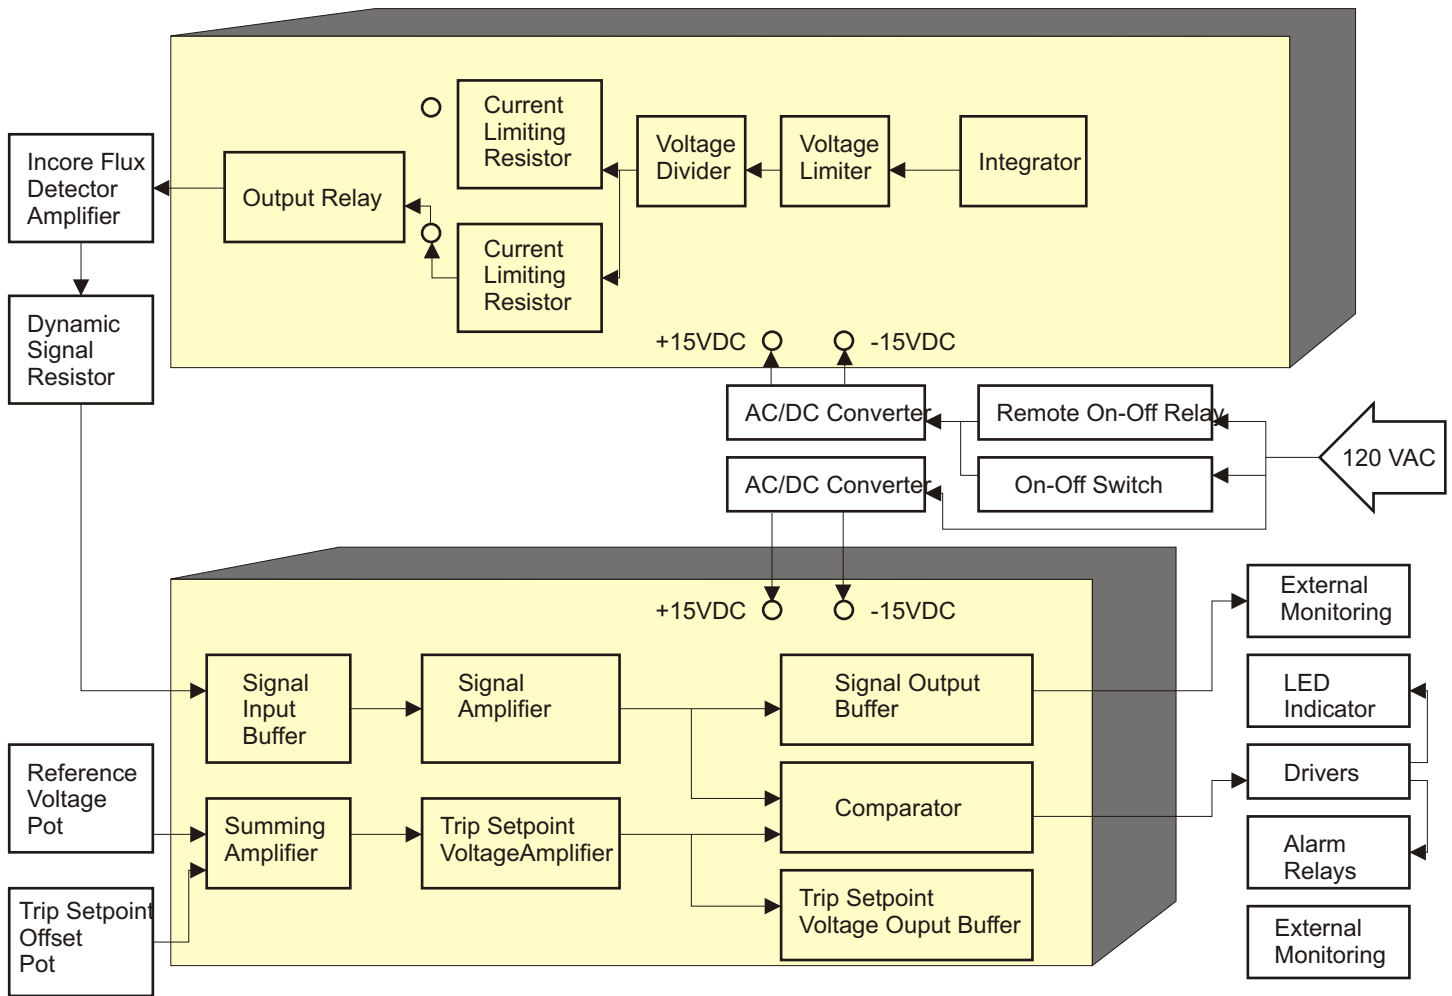 Current
Limiting
Resistor
Voltage
Divider
Voltage
Limiter
Integrator
Incore Flux
Detector
Amplifier
Output Relay
Current
Limiting
Resistor
Dynamic
Signal
Resistor
+15VDC
-15VDC
AC/DC Converter
Remote On-Off Relay
120 VAC
AC/DC Converter
On-Off Switch
+15VDC
-15VDC
External
Monitoring
Signal
Input
Buffer
Signal
Amplifier
Signal Output
Buffer
LED
Indicator
Reference
Voltage
Pot
Comparator
Drivers
Summing
Amplifier
Trip Setpoint
VoltageAmplifier
Alarm
Relays
Trip Setpoint
Offset
Pot
Trip Setpoint
Voltage Ouput Buffer
External
Monitoring